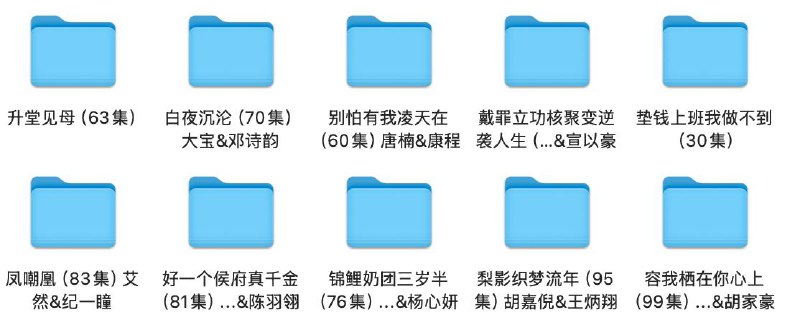 升堂见母（63集）
白夜沉沦（70集）
大宝&邓诗韵
别怕有我凌天在
（60集）唐楠&康程
戴罪立功核聚变逆
袭人生（...&宣以豪
垫钱上班我做不到
（30集）
凤嘲凰（83集）艾
然&纪一瞳
好一个侯府真千金
（81集）...&陈羽翎
锦鲤奶团三岁半
（76集）...&杨心妍
梨影织梦流年（95
集）胡嘉倪&王炳翔
容我栖在你心上
（99集）...&胡家豪